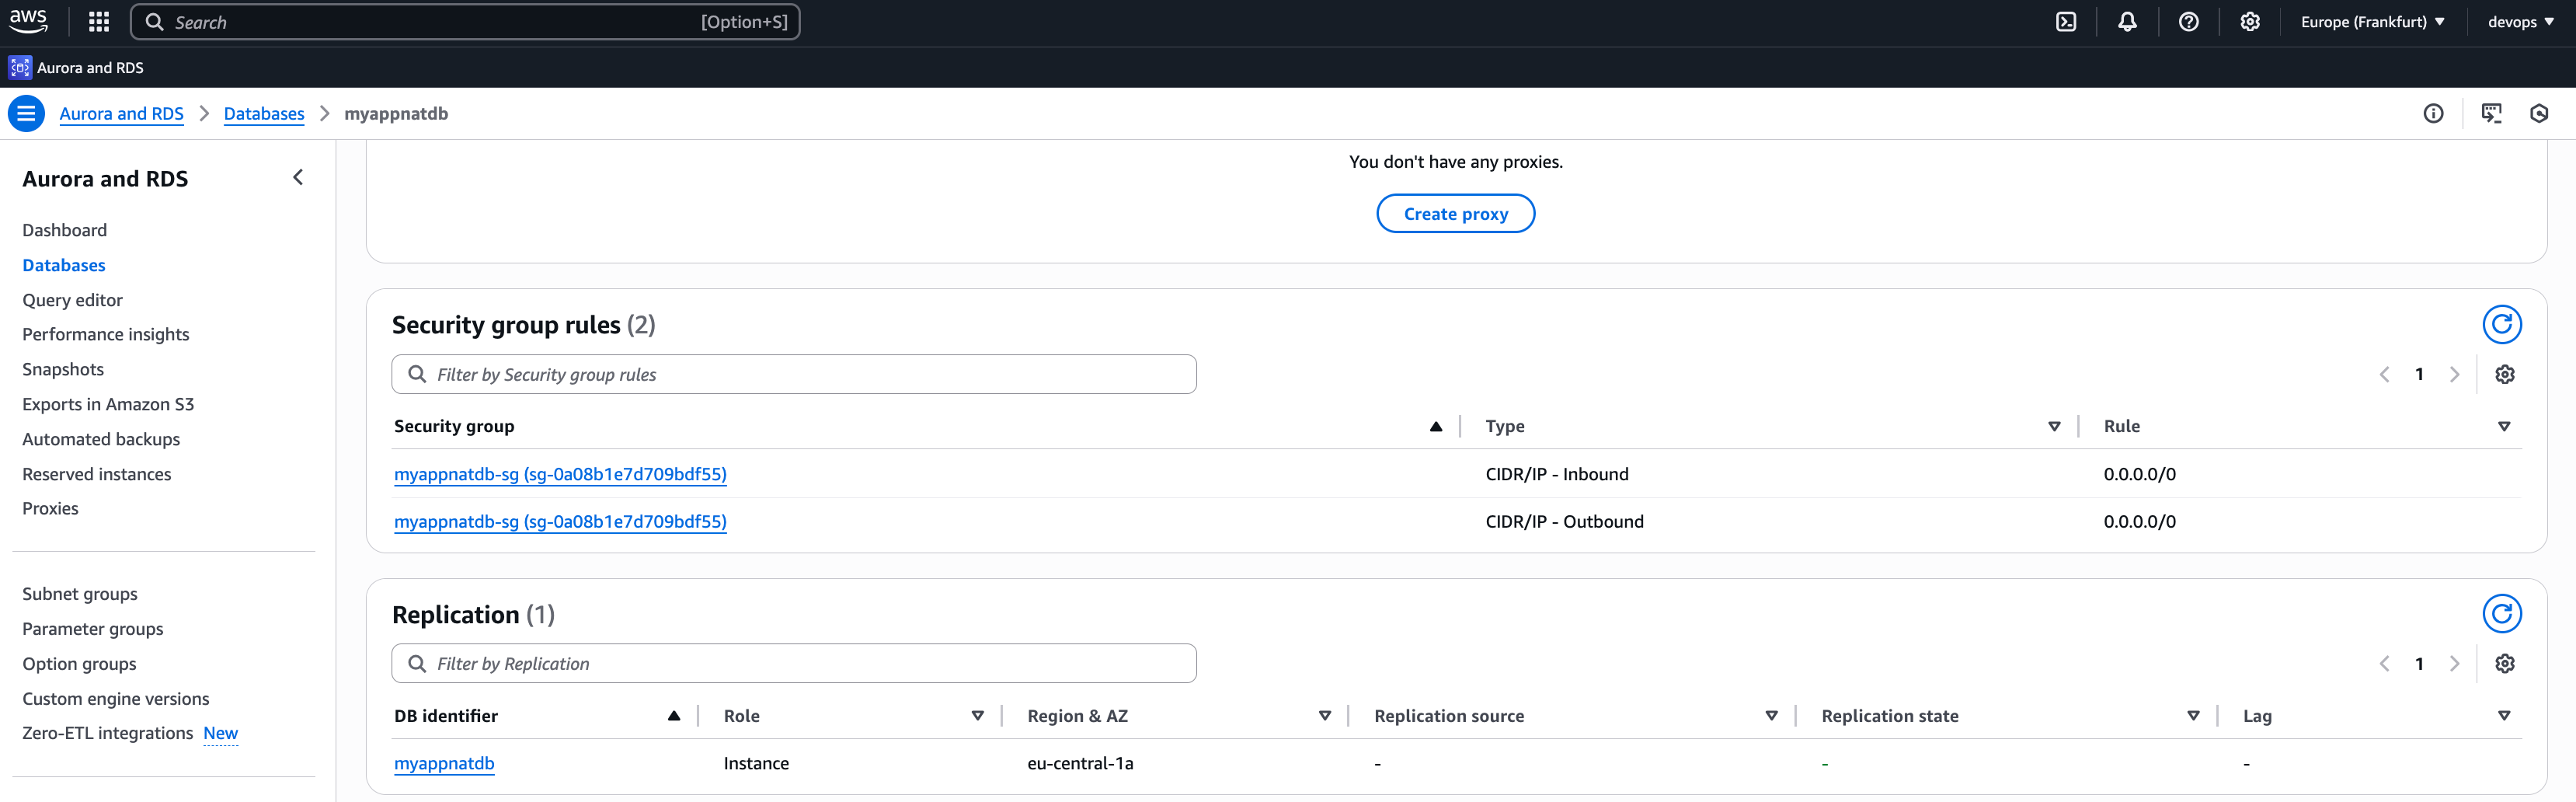 aws Search [Option+S] Europe (Frankfurt) devops
Aurora and RDS
Aurora and RDS Databases myappnatdb
Aurora and RDS
Dashboard
Databases
Query editor
Performance insights
Snapshots
Exports in Amazon S3
Automated backups
Reserved instances
Proxies
Subnet groups
Parameter groups
Option groups
Custom engine versions
Zero-ETL integrations New
You don't have any proxies.
Create proxy
Security group rules (2)
Filter by Security group rules
1
Security group Type Rule
myappnatdb-sg (sg-0a08b1e7d709bdf55) CIDR/IP - Inbound 0.0.0.0/0
myappnatdb-sg (sg-0a08b1e7d709bdf55) CIDR/IP - Outbound 0.0.0.0/0
Replication (1)
Filter by Replication
1
DB identifier Role Region & AZ Replication source Replication state Lag
myappnatdb Instance eu-central-1a - - -